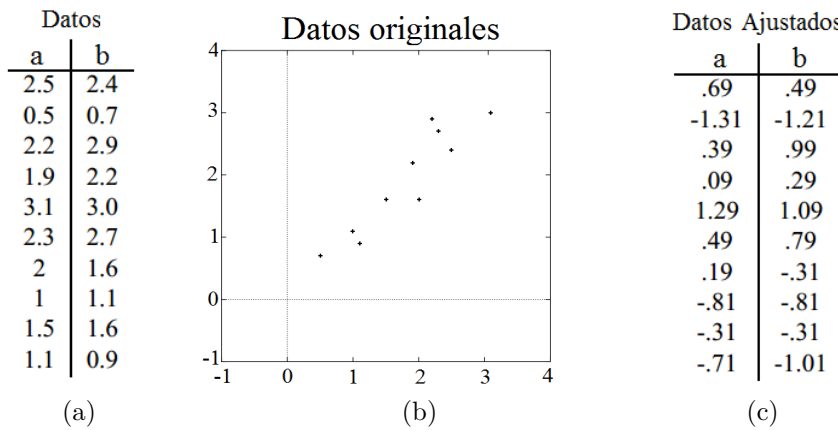 Datos
a b
2.5 2.4
0.5 0.7
2.2 2.9
1.9 2.2
3.1 3.0
2.3 2.7
2 1.6
1 1.1
1.5 1.6
1.1 0.9
(a)
Datos originales
4
3
2
1
0
-1
-1 0 1 2 3 4
(b)
Datos Ajustados
a b
.69 .49
-1.31 -1.21
.39 .99
.09 .29
1.29 1.09
.49 .79
.19 -.31
-.81 -.81
-.31 -.31
-.71 -1.01
(c)